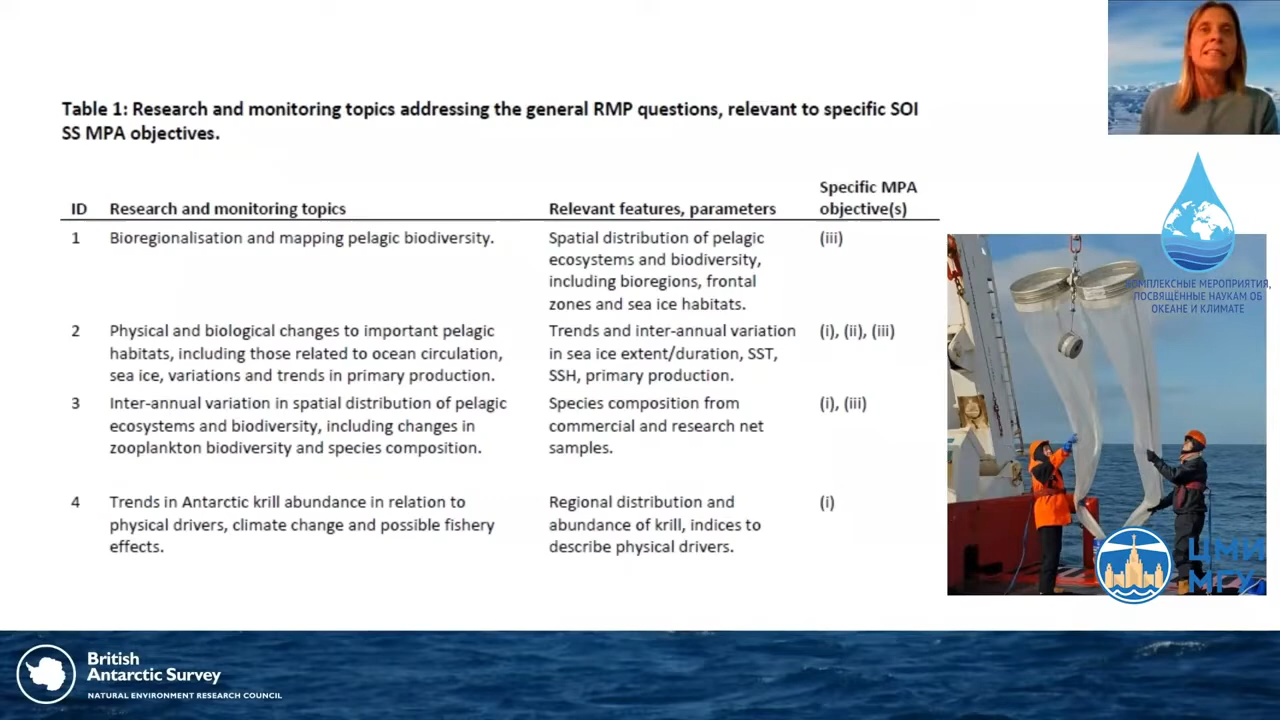 Table 1: Research and monitoring topics addressing the general RMP questions, relevant to specific SOI
SS MPA objectives.
ID Research and monitoring topics Relevant features, parameters Specific MPA
objective(s)
1 Bioregionalisation and mapping pelagic biodiversity. Spatial distribution of pelagic (iii)
ecosystems and biodiversity,
including bioregions, frontal
zones and sea ice habitats.
2 Physical and biological changes to important pelagic Trends and inter-annual variation (i), (ii), (iii)
habitats, including those related to ocean circulation, in sea ice extent/duration, SST,
sea ice, variations and trends in primary production. SSH, primary production.
3 Inter-annual variation in spatial distribution of pelagic Species composition from (i), (iii)
ecosystems and biodiversity, including changes in commercial and research net
zooplankton biodiversity and species composition. samples.
4 Trends in Antarctic krill abundance in relation to Regional distribution and (i)
physical drivers, climate change and possible fishery abundance of krill, indices to
effects. describe physical drivers.
КОМПЛЕКСНЫЕ МЕРОПРИЯТИЯ,
ПОСВЯЩЁННЫЕ НАУКАМ ОБ
ОКЕАНЕ И КЛИМАТЕ
ЦМИ
МГУ
British
Antarctic Survey
NATURAL ENVIRONMENT RESEARCH COUNCIL